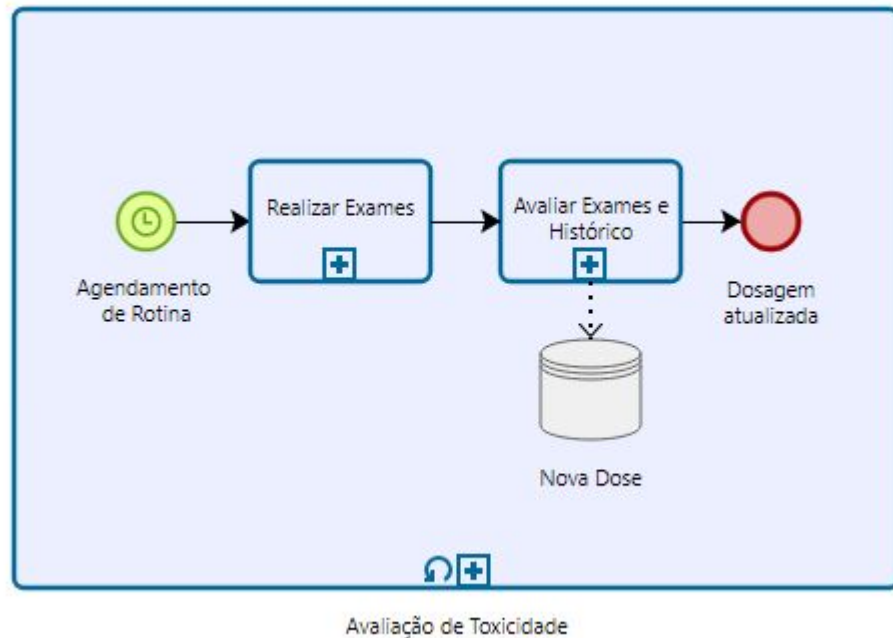 Agendamento
de Rotina
Realizar Exames
Avaliar Exames e
Histórico
Dosagem
atualizada
Nova Dose
Avaliação de Toxicidade